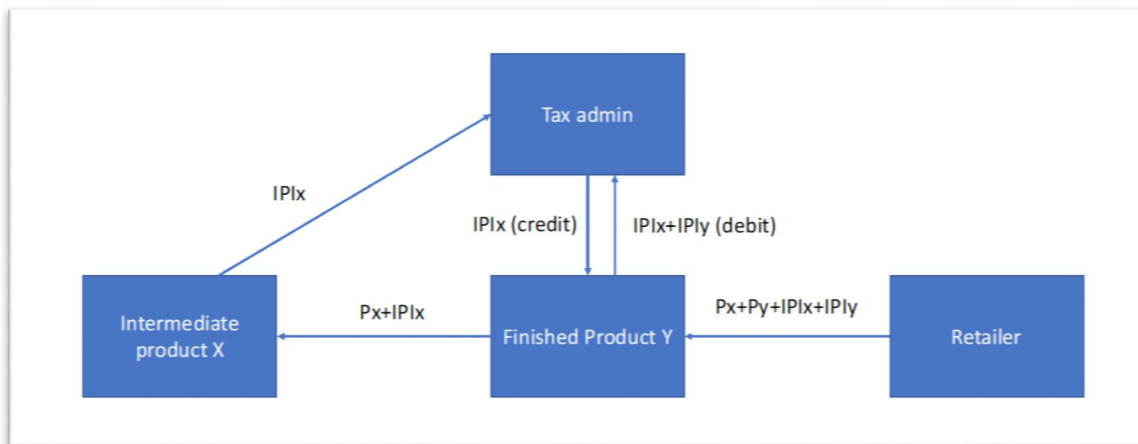 Tax admin
IPIx
IPIx (credit)
IPIx+IPIy (debit)
Px+IPIx
Px+Py+IPIx+IPIy
Intermediate
product X
Finished Product Y
Retailer